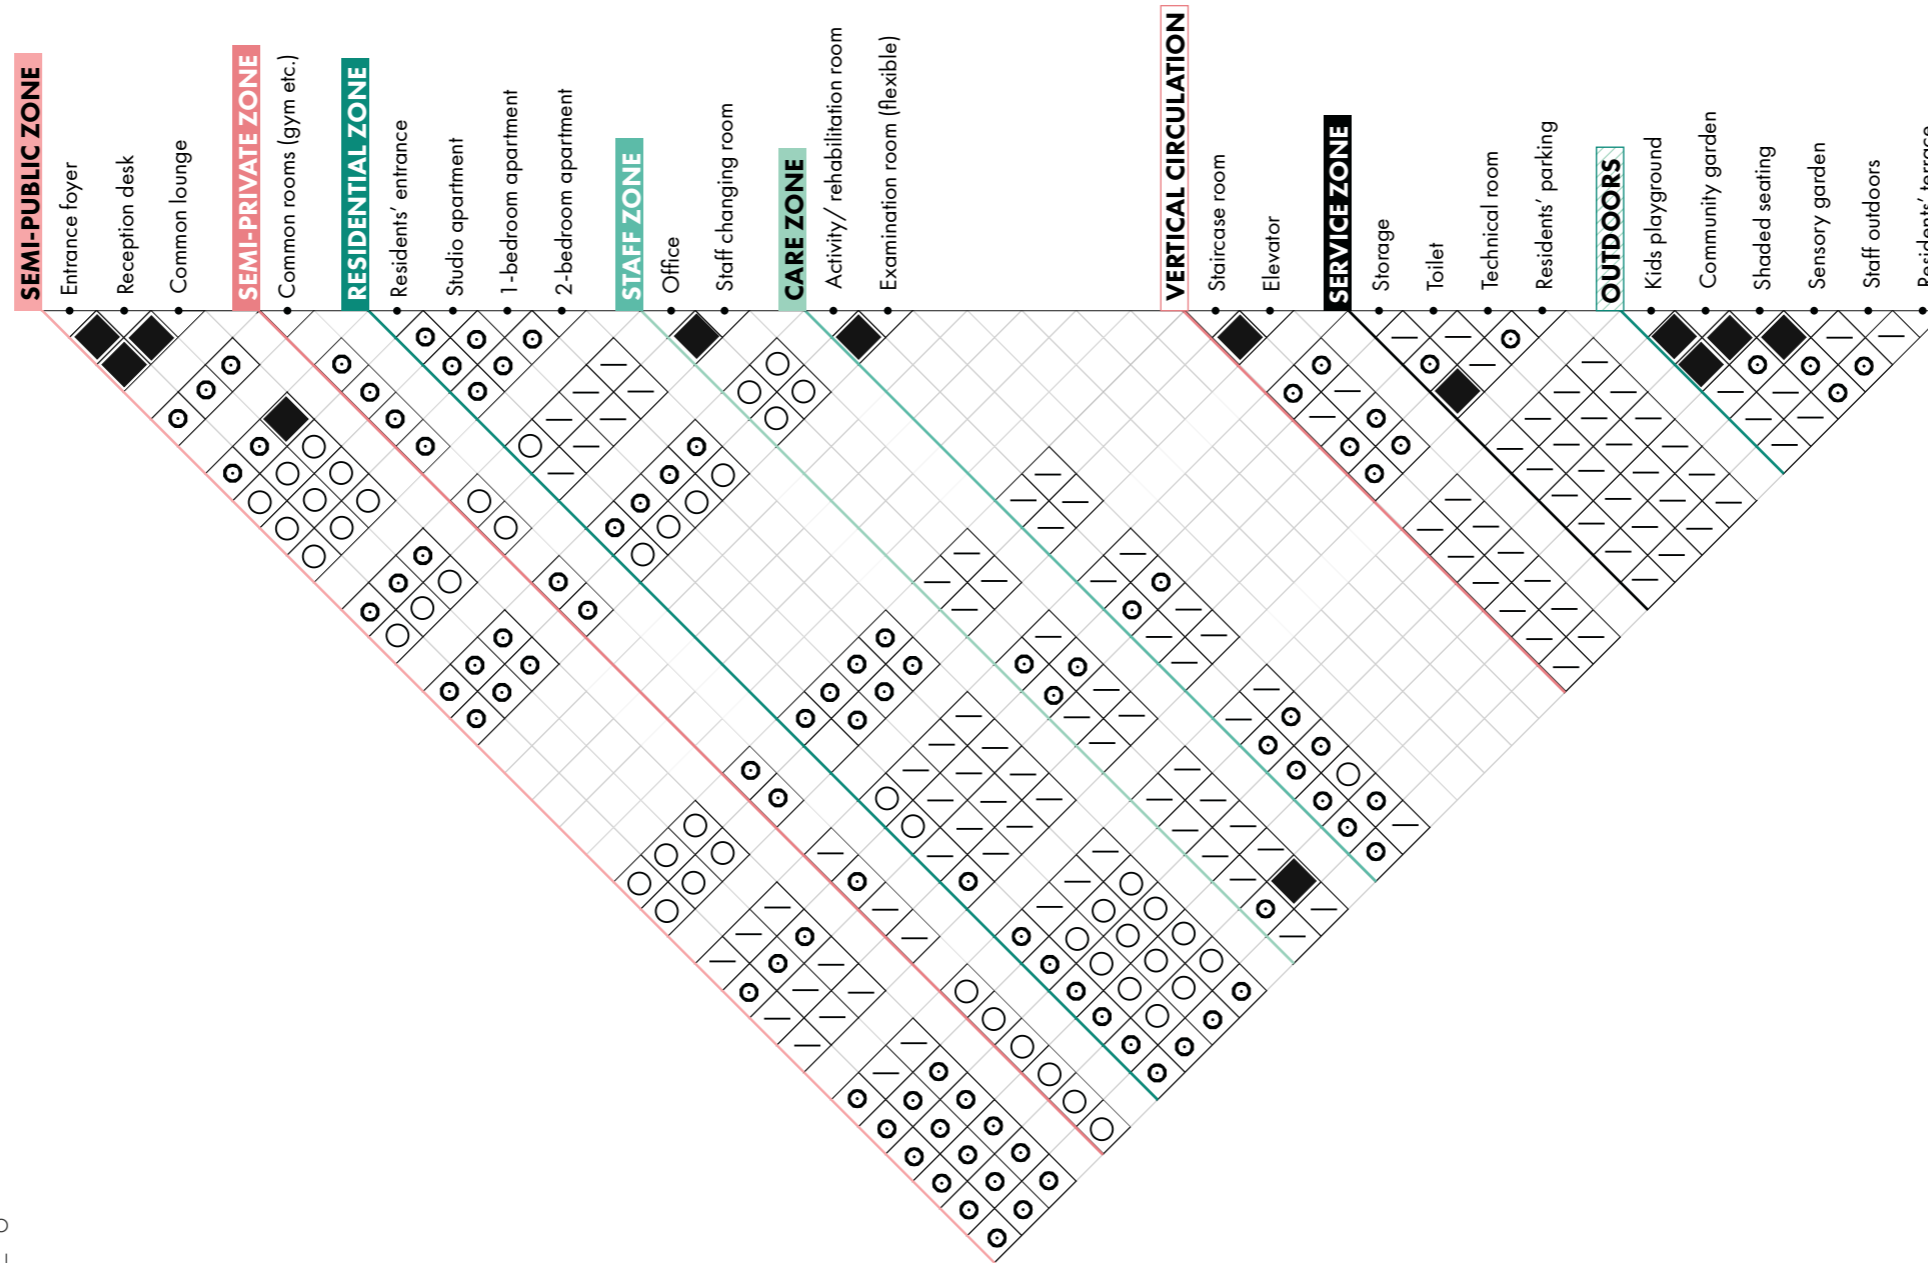 SEMI-PUBLIC ZONE
Entrance foyer
Reception desk
Common lounge
SEMI-PRIVATE ZONE
Common rooms (gym etc.)
RESIDENTIAL ZONE
Residents' entrance
Studio apartment
1-bedroom apartment
2-bedroom apartment
STAFF ZONE
Office
Staff changing room
CARE ZONE
Activity/ rehabilitation room
Examination room (flexible)
VERTICAL CIRCULATION
Staircase room
Elevator
SERVICE ZONE
Storage
Toilet
Technical room
Residents' parking
OUTDOORS
Kids playground
Community garden
Shaded seating
Sensory garden
Staff outdoors
Residents' terrace